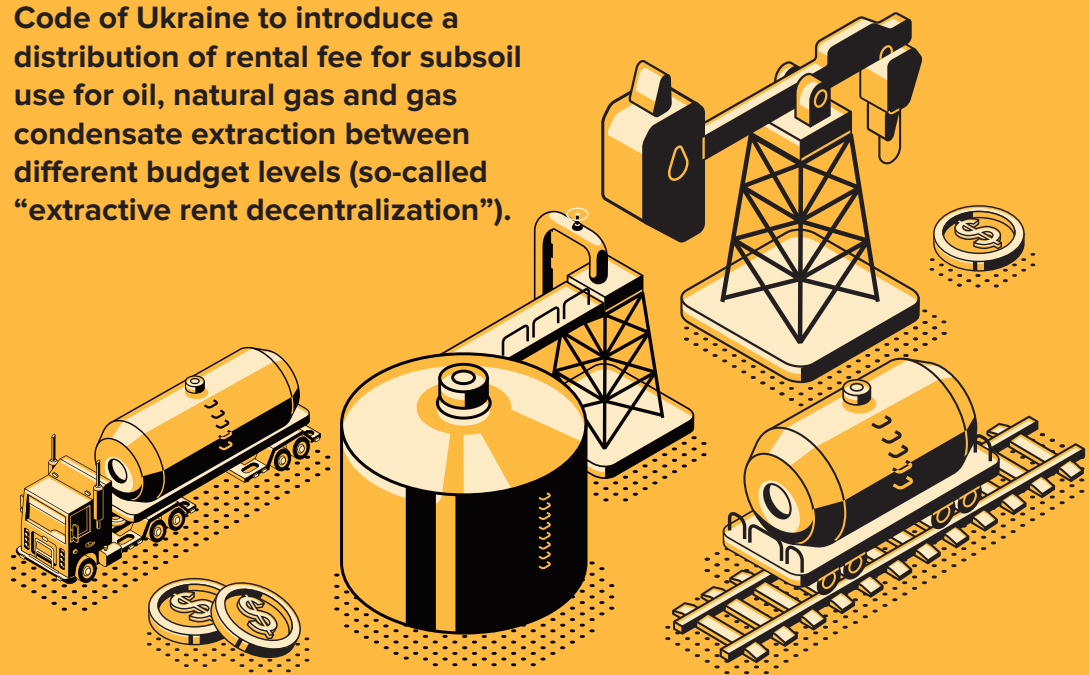 Code of Ukraine to introduce a
distribution of rental fee for subsoil
use for oil, natural gas and gas
condensate extraction between
different budget levels (so-called
“extractive rent decentralization”).
$
$
$